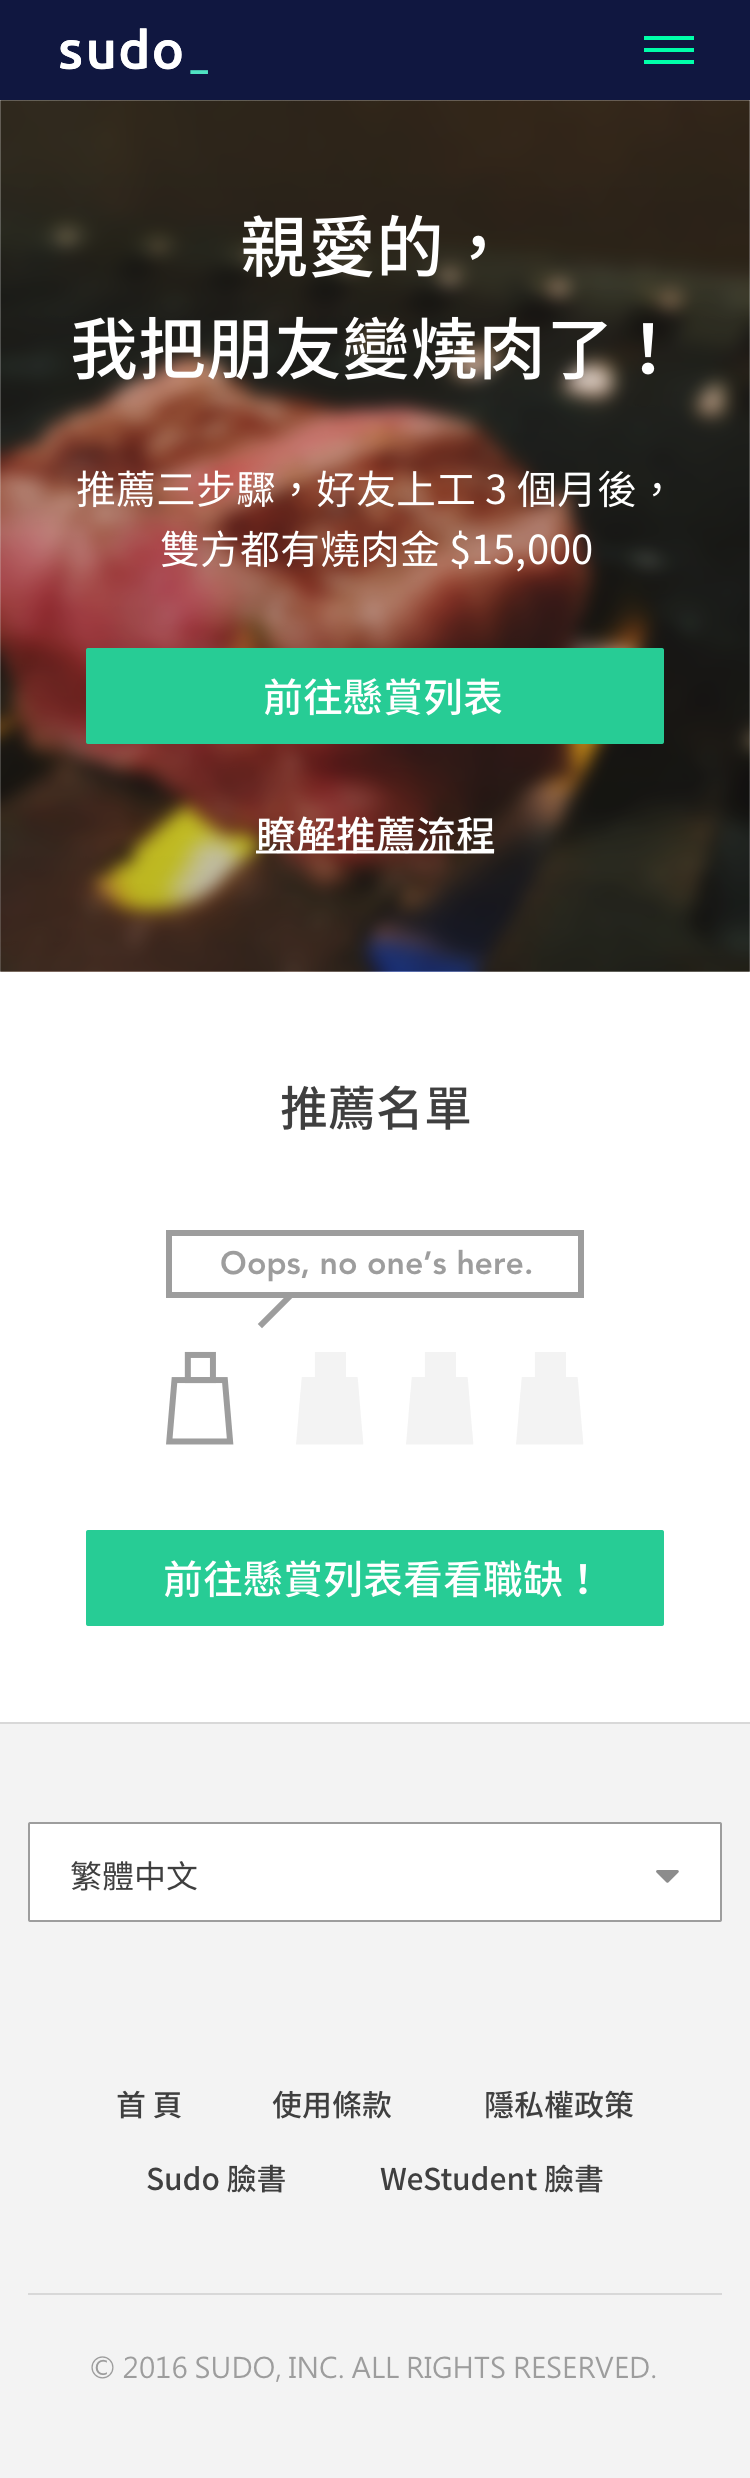 sudo_
親愛的，
我把朋友變燒肉了！
推薦三步驟，好友上工 3 個月後，
雙方都有燒肉金 $15,000
前往懸賞列表
瞭解推薦流程
推薦名單
Oops, no one’s here.
前往懸賞列表看看職缺！
繁體中文
首 頁 使用條款 隱私權政策
Sudo 臉書 WeStudent 臉書
© 2016 SUDO, INC. ALL RIGHTS RESERVED.